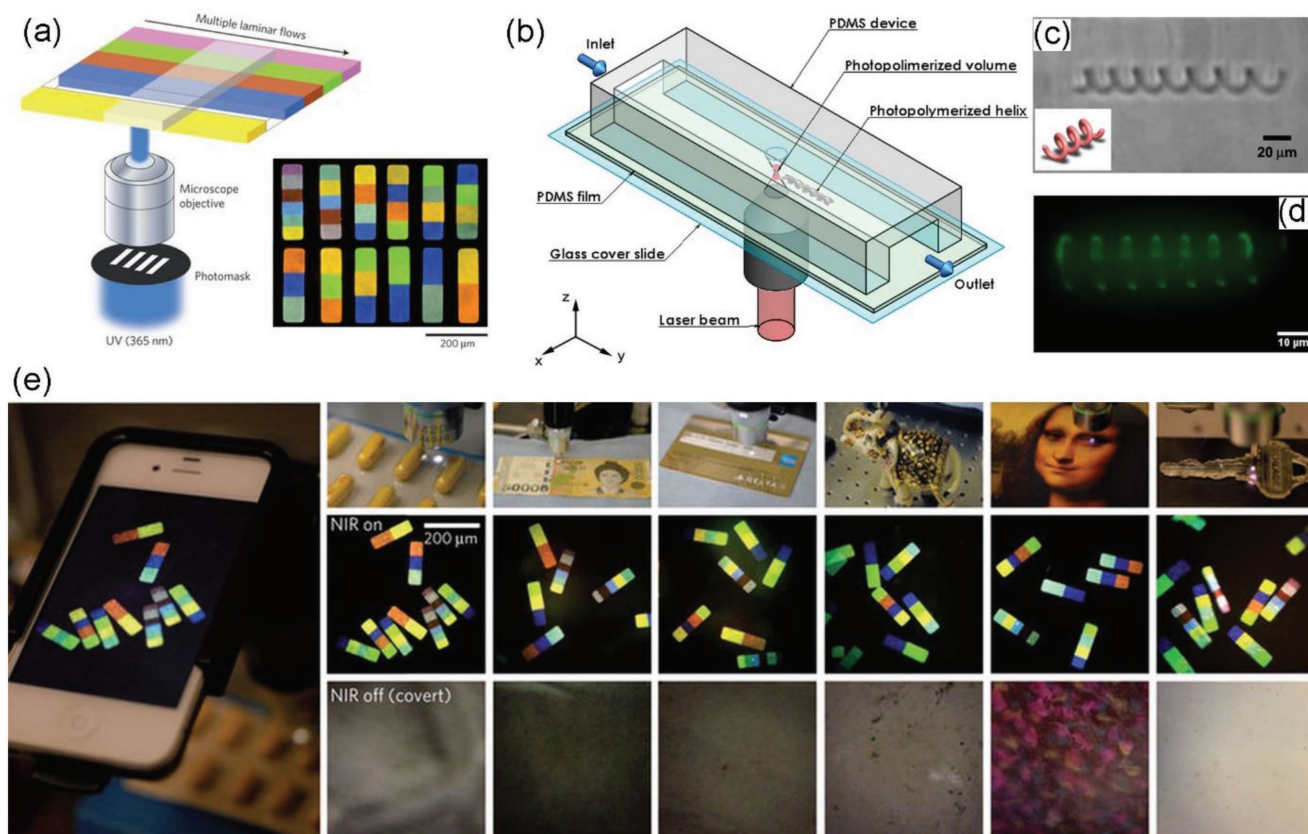 (a)
Multiple laminar flows
Microscope
objective
Photomask
UV (365 nm)
200 µm
(b)
PDMS device
Inlet
Photopolimerized volume
Photopolymerized helix
PDMS film
Glass cover slide
Outlet
Laser beam
z
x
y
(c)
20 µm
(d)
10 µm
(e)
50000
NIR on
200
µm
NIR off (covert)